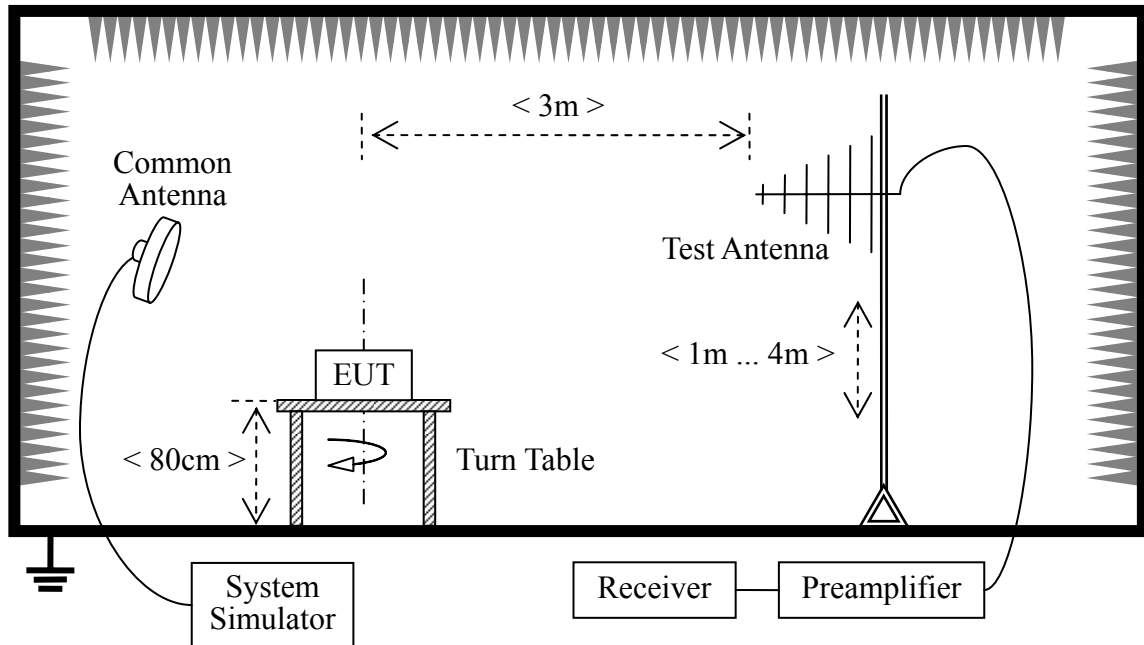 < 3m >
Common
Antenna
Test Antenna
< 1m ... 4m >
EUT
< 80cm >
Turn Table
System
Simulator
Receiver
Preamplifier